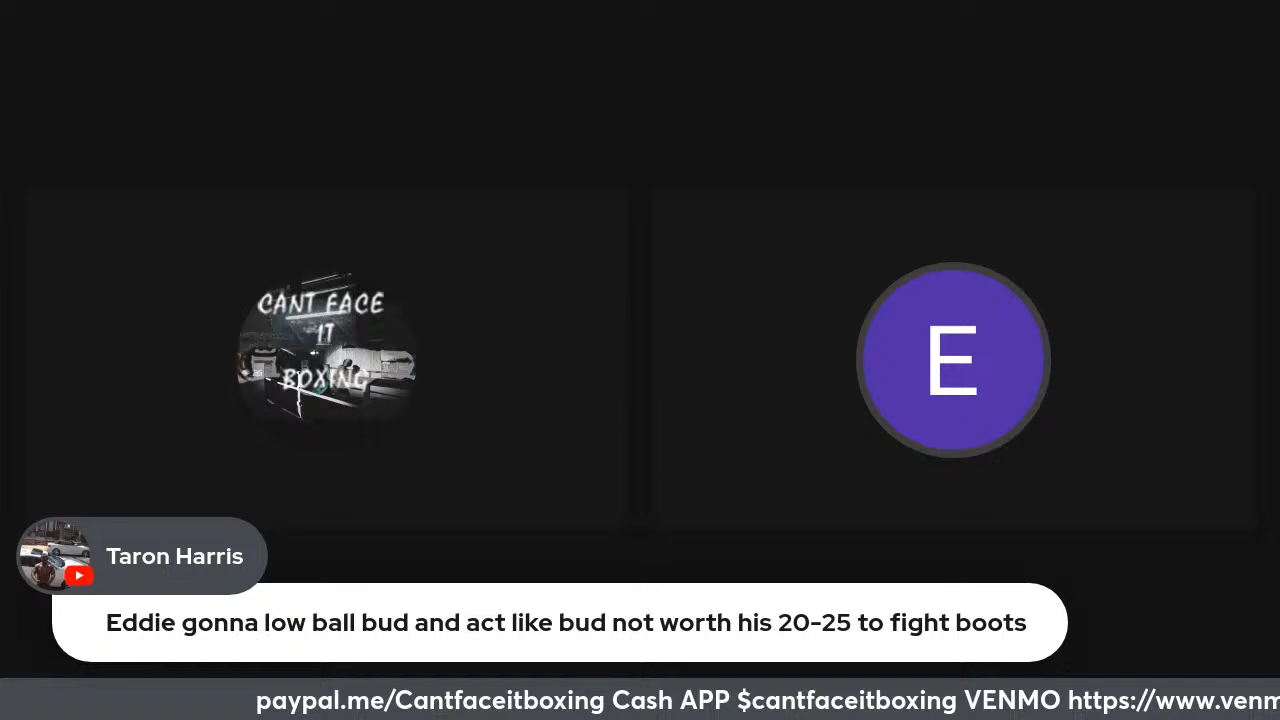 CANT FACE
IT
BOXING
E
Taron Harris
Eddie gonna low ball bud and act like bud not worth his 20-25 to fight boots
paypal.me/Cantfaceitboxing Cash APP $cantfaceitboxing VENMO https://www.venm